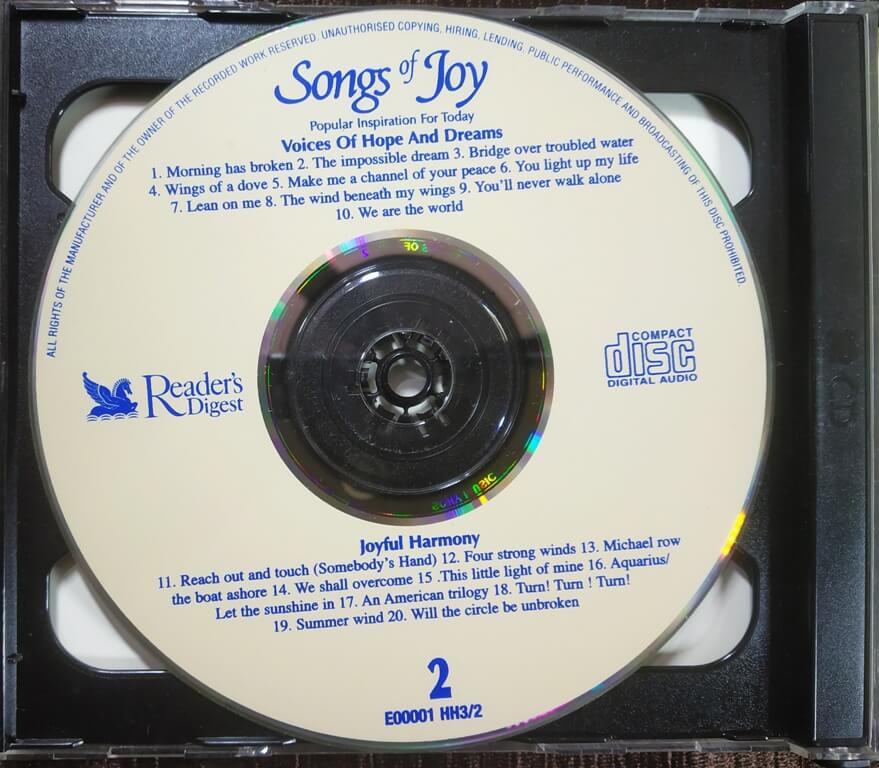 ALL RIGHTS OF THE MANUFACTURER AND OF THE OWNER OF THE RECORDED WORK RESERVED. UNAUTHORISED COPYING, HIRING, LENDING, PUBLIC PERFORMANCE AND BROADCASTING OF THIS DISC PROHIBITED.
Songs of Joy
Popular Inspiration For Today
Voices Of Hope And Dreams
1. Morning has broken 2. The impossible dream 3. Bridge over troubled water
4. Wings of a dove 5. Make me a channel of your peace 6. You light up my life
7. Lean on me 8. The wind beneath my wings 9. You'll never walk alone
10. We are the world
COMPACT
disc
DIGITAL AUDIO
Reader's
Digest
CD
Joyful Harmony
11. Reach out and touch (Somebody's Hand) 12. Four strong winds 13. Michael row
the boat ashore 14. We shall overcome 15 .This little light of mine 16. Aquarius/
Let the sunshine in 17. An American trilogy 18. Turn! Turn ! Turn!
19. Summer wind 20. Will the circle be unbroken
2
E00001 HH3/2